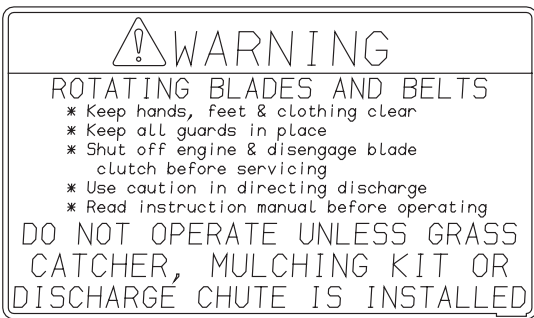 WARNING
ROTATING BLADES AND BELTS
* Keep hands, feet & clothing clear
* Keep all guards in place
* Shut off engine & disengage blade
clutch before servicing
* Use caution in directing discharge
* Read instruction manual before operating
DO NOT OPERATE UNLESS GRASS
CATCHER, MULCHING KIT OR
DISCHARGE CHUTE IS INSTALLED